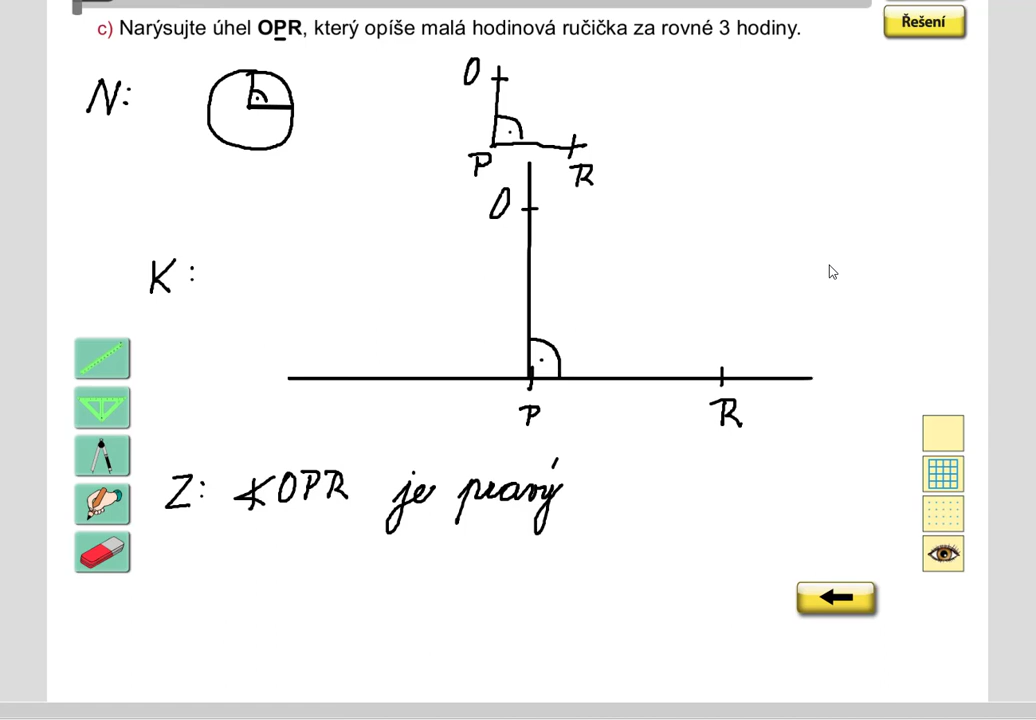 c) Narýsujte úhel OPR, který opíše malá hodinová ručička za rovné 3 hodiny.
Řešení
N:
O
P
R
O
K:
P
R
Z: ∢OPR je pravý